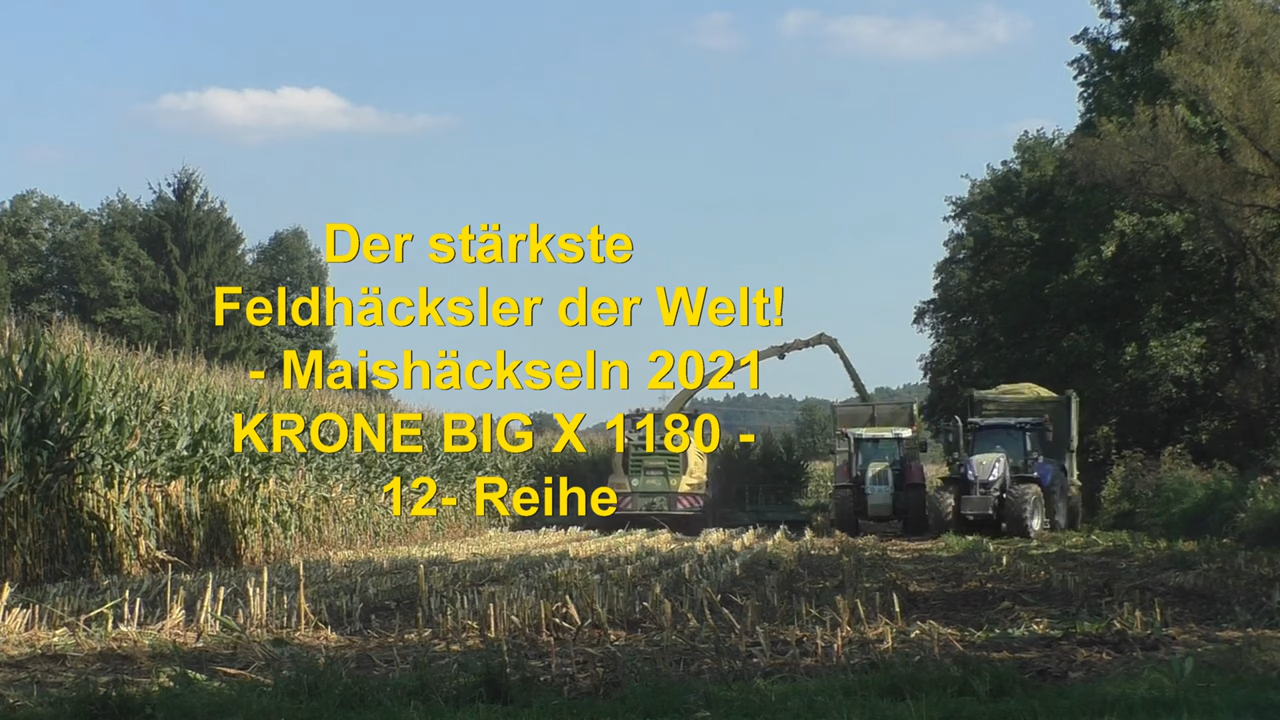 Der stärkste
Feldhäcksler der Welt!
- Maishäckseln 2021
KRONE BIG X 1180 -
12- Reihe